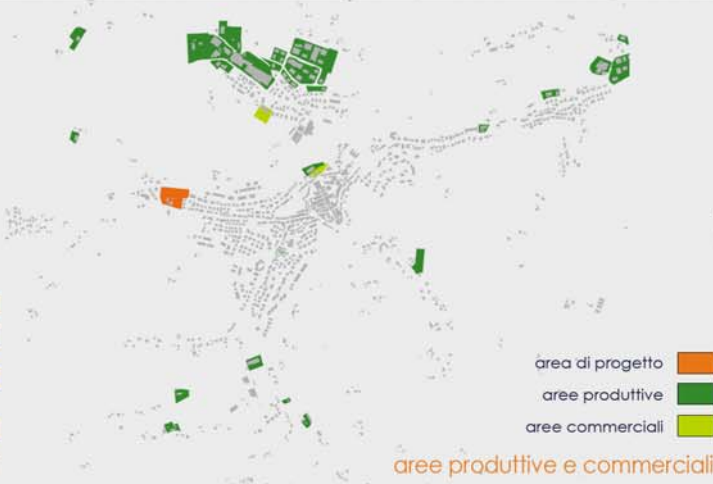 area di progetto
aree produttive
aree commerciali
aree produttive e commerciali